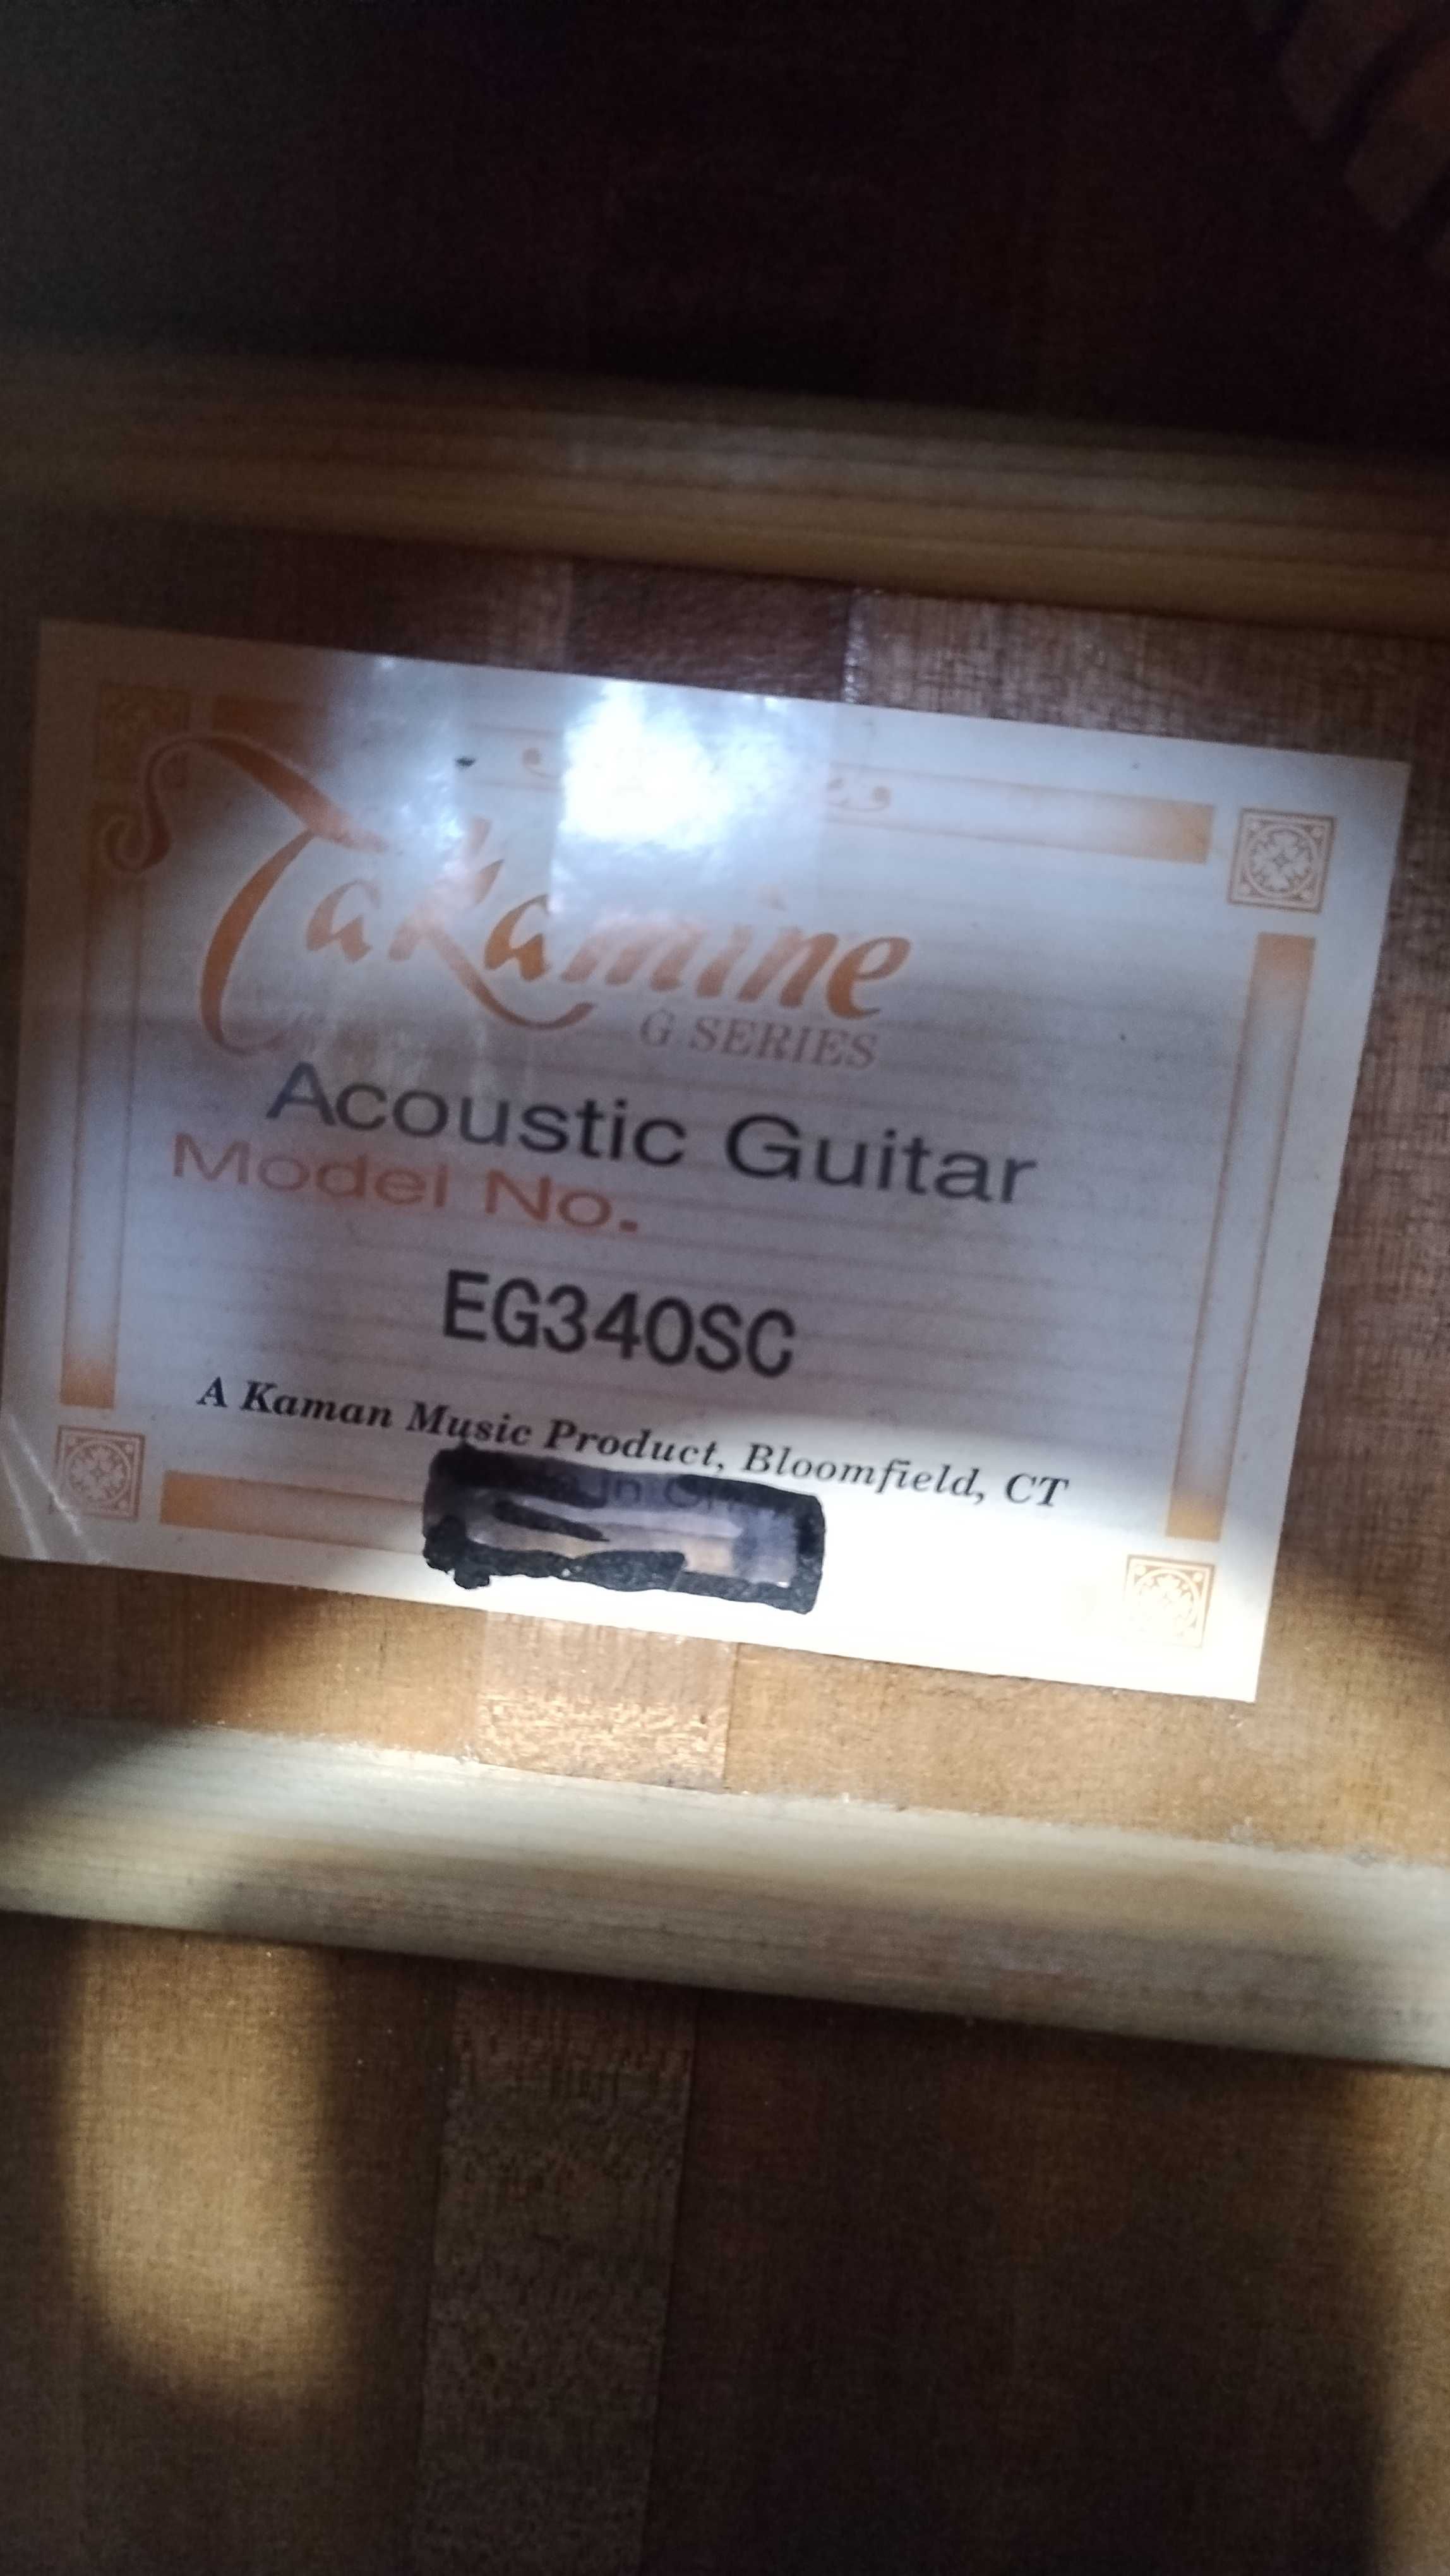 Takamine
G SERIES
Acoustic Guitar
Model No.
EG340SC
A Kaman Music Product, Bloomfield, CT